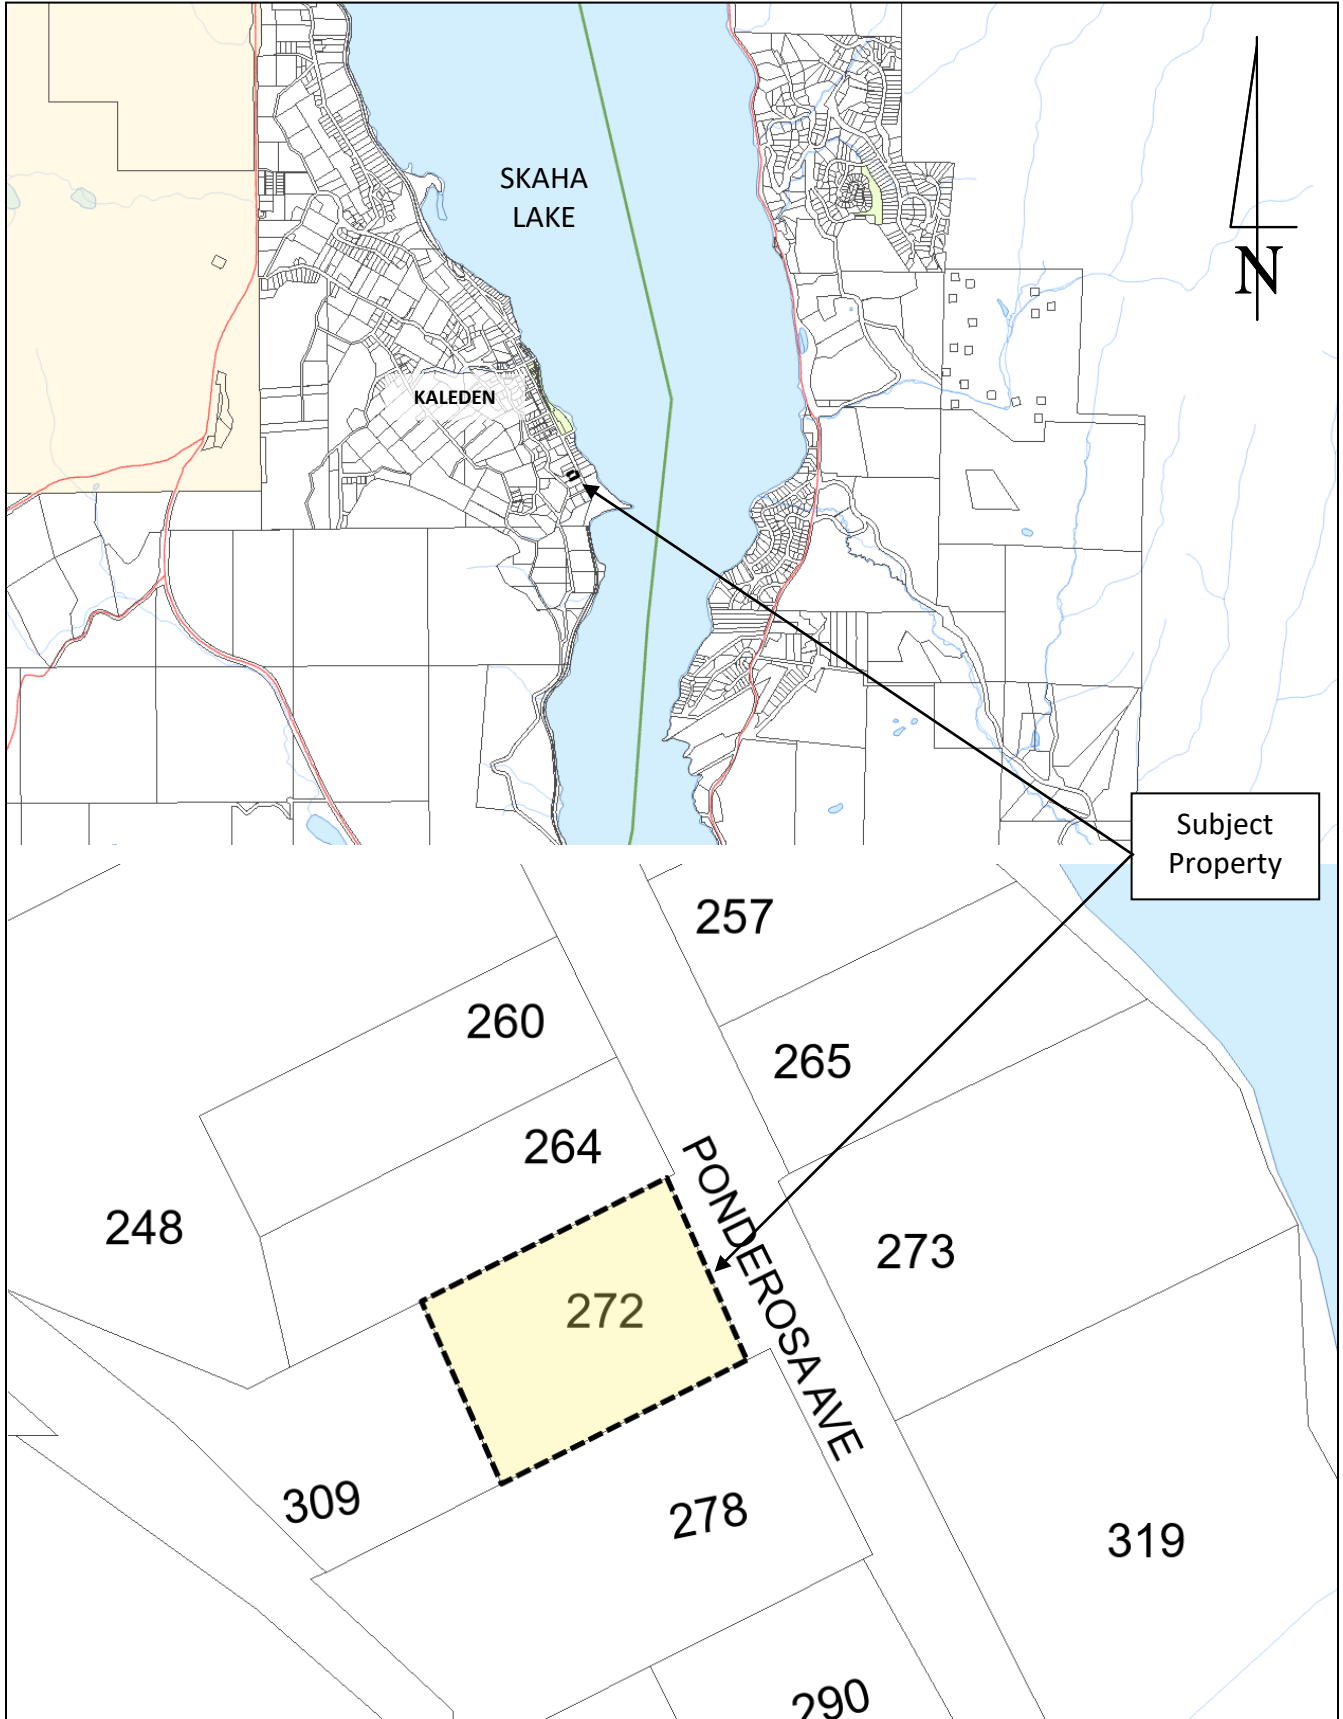 SKAHA
LAKE
N
KALEDEN
Subject
Property
257
260
265
264
248
PONDEROSA AVE
273
272
309
278
319
290